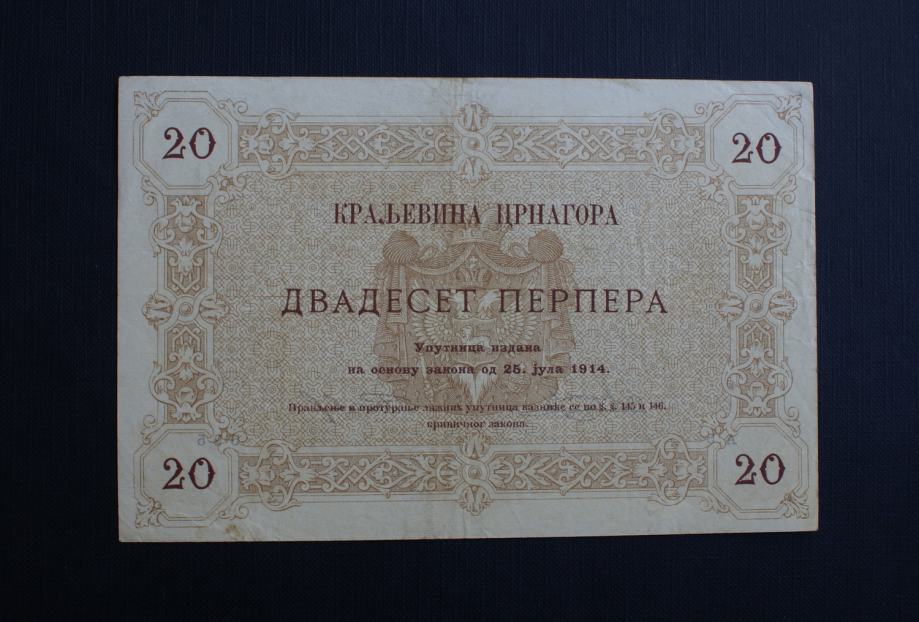 20 20
КРАЉЕВИНА ЦРНАГОРА
ДВАДЕСЕТ ПЕРПЕРА
Упутница издана
на основу закона од 25. јула 1914.
Прављење и протурање лажних упутница казниће се по §. §. 145 и 146.
кривичног закона.
20 20